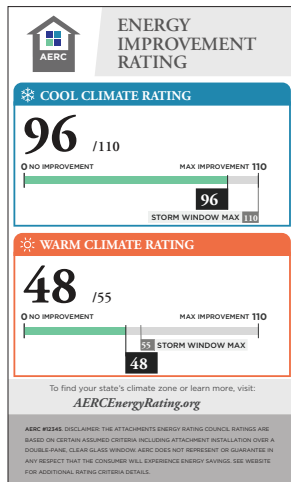 AERC
ENERGY
IMPROVEMENT
RATING
COOL CLIMATE RATING
96 /110
0 NO IMPROVEMENT MAX IMPROVEMENT 110
96
STORM WINDOW MAX 110
WARM CLIMATE RATING
48 /55
0 NO IMPROVEMENT MAX IMPROVEMENT 110
55 STORM WINDOW MAX
48
To find your state's climate zone or learn more, visit:
AERCEnergyRating.org
AERC #12345. DISCLAIMER: THE ATTACHMENTS ENERGY RATING COUNCIL RATINGS ARE
BASED ON CERTAIN ASSUMED CRITERIA INCLUDING ATTACHMENT INSTALLATION OVER A
DOUBLE-PANE, CLEAR GLASS WINDOW. AERC DOES NOT REPRESENT OR GUARANTEE IN
ANY RESPECT THAT THE CONSUMER WILL EXPERIENCE ENERGY SAVINGS. SEE WEBSITE
FOR ADDITIONAL RATING CRITERIA DETAILS.